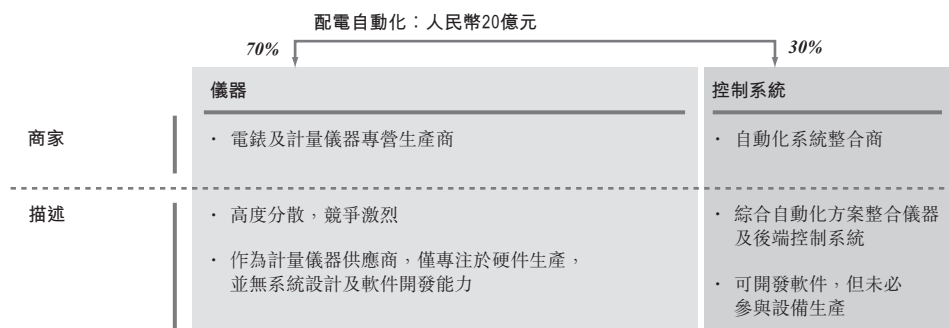 配電自動化：人民幣20億元
70%
30%
儀器
控制系統
商家
· 電錶及計量儀器專營生產商
· 自動化系統整合商
描述
· 高度分散，競爭激烈
· 作為計量儀器供應商，僅專注於硬件生產，
並無系統設計及軟件開發能力
· 綜合自動化方案整合儀器
及後端控制系統
· 可開發軟件，但未必
參與設備生產